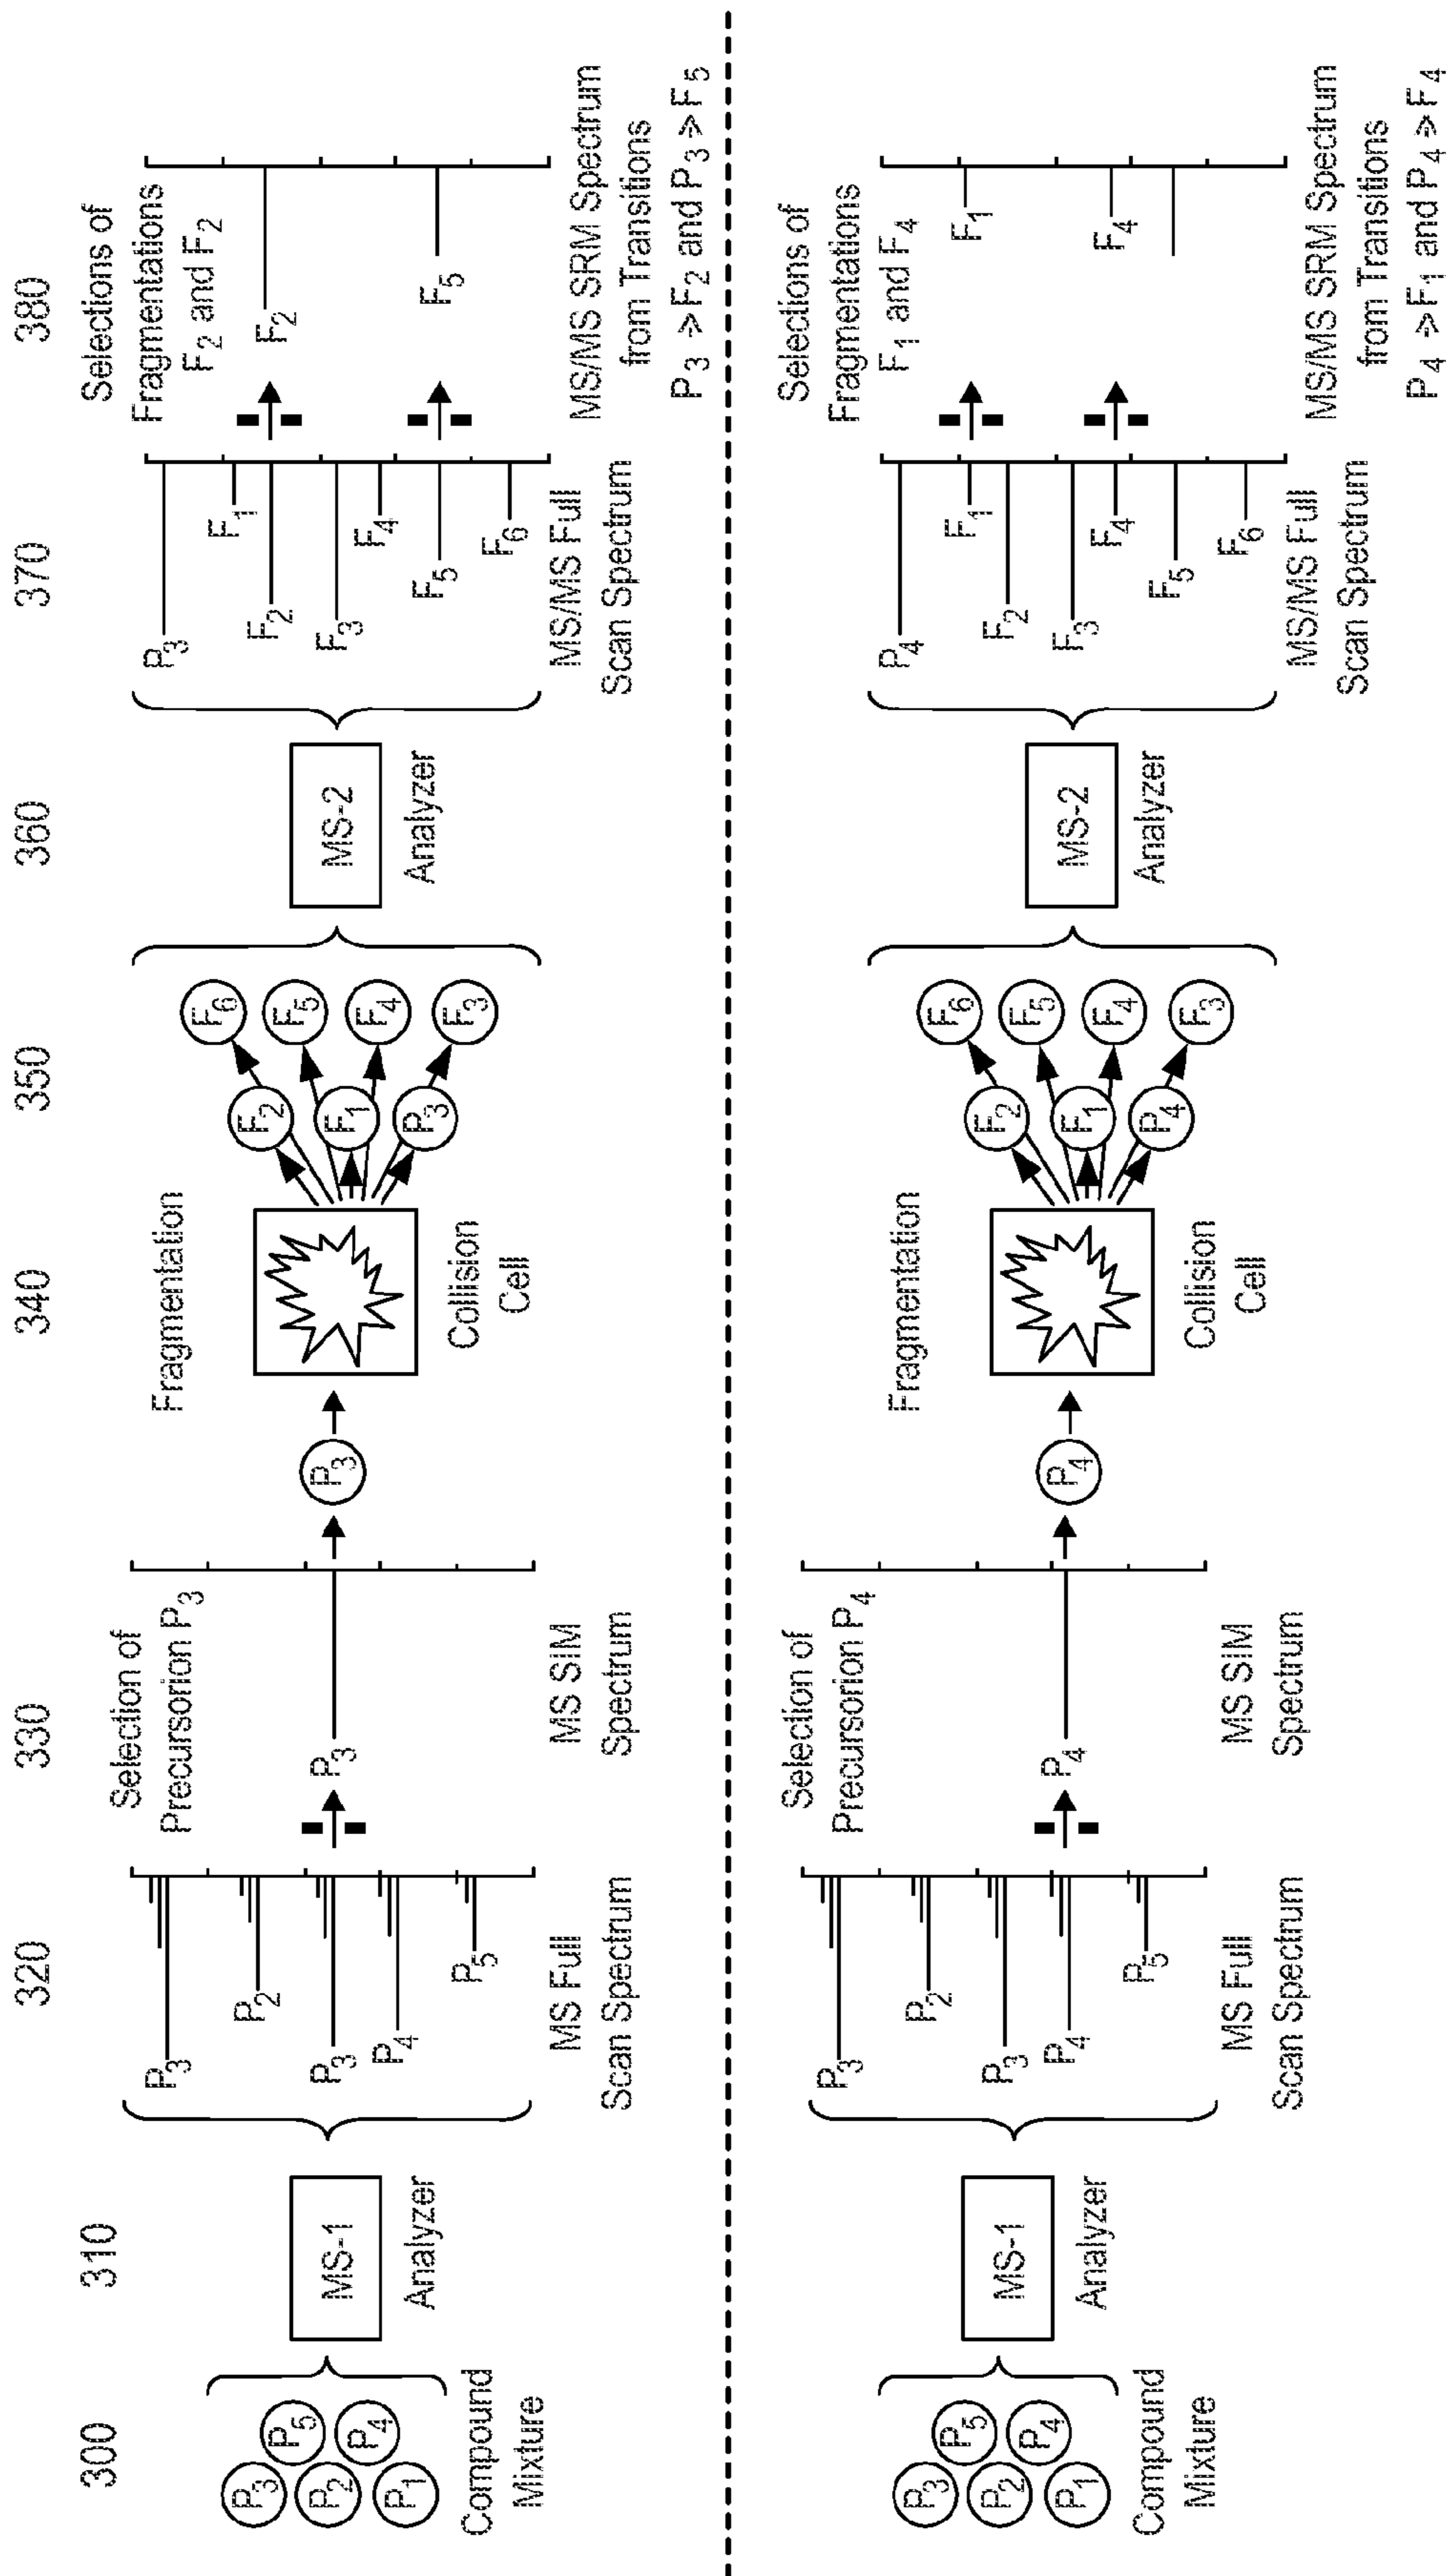 300
310
320
330
340
350
360
370
380
P3
P5
P2
P4
P1
Compound
Mixture
MS-1
Analyzer
P3
P2
P3
P4
P5
MS Full
Scan Spectrum
Selection of
Precursorion P3
P3
MS SIM
Spectrum
P3
Fragmentation
Collision
Cell
F2
F1
P3
F6
F5
F4
F3
MS-2
Analyzer
P3
F1
F2
F3
F4
F5
F6
MS/MS Full
Scan Spectrum
Selections of
Fragmentations
F2 and F2
F2
F5
MS/MS SRM Spectrum
from Transitions
P3 -> F2 and P3 -> F5
P3
P5
P2
P4
P1
Compound
Mixture
MS-1
Analyzer
P3
P2
P3
P4
P5
MS Full
Scan Spectrum
Selection of
Precursorion P4
P4
MS SIM
Spectrum
P4
Fragmentation
Collision
Cell
F2
F1
P4
F6
F5
F4
F3
MS-2
Analyzer
P4
F1
F2
F3
F4
F5
F6
MS/MS Full
Scan Spectrum
Selections of
Fragmentations
F1 and F4
F1
F4
MS/MS SRM Spectrum
from Transitions
P4 -> F1 and P4 -> F4